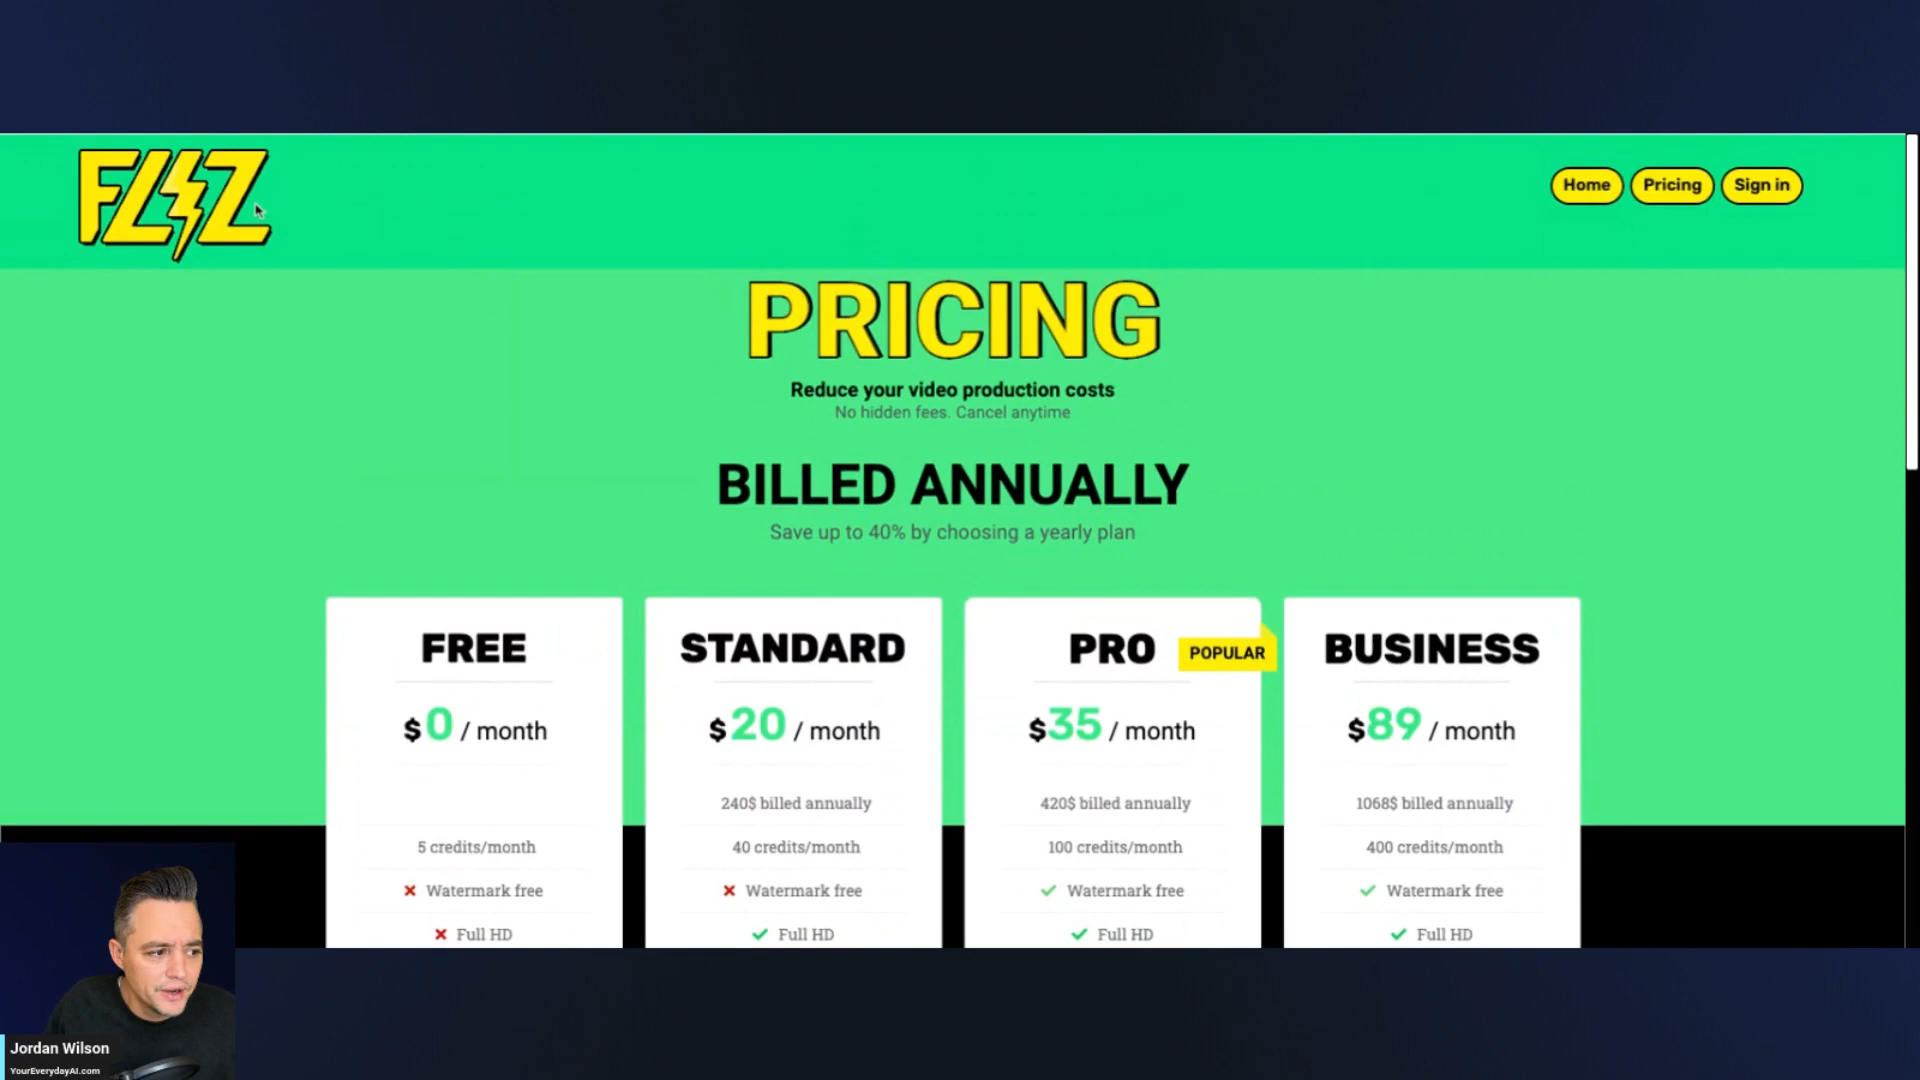 FLIZ
Home Pricing Sign in
PRICING
Reduce your video production costs
No hidden fees. Cancel anytime
BILLED ANNUALLY
Save up to 40% by choosing a yearly plan
FREE
$0 / month
5 credits/month
Watermark free
Full HD
STANDARD
$20 / month
240$ billed annually
40 credits/month
Watermark free
Full HD
PRO
POPULAR
$35 / month
420$ billed annually
100 credits/month
Watermark free
Full HD
BUSINESS
$89 / month
1068$ billed annually
400 credits/month
Watermark free
Full HD
Jordan Wilson
YourEverydayAI.com